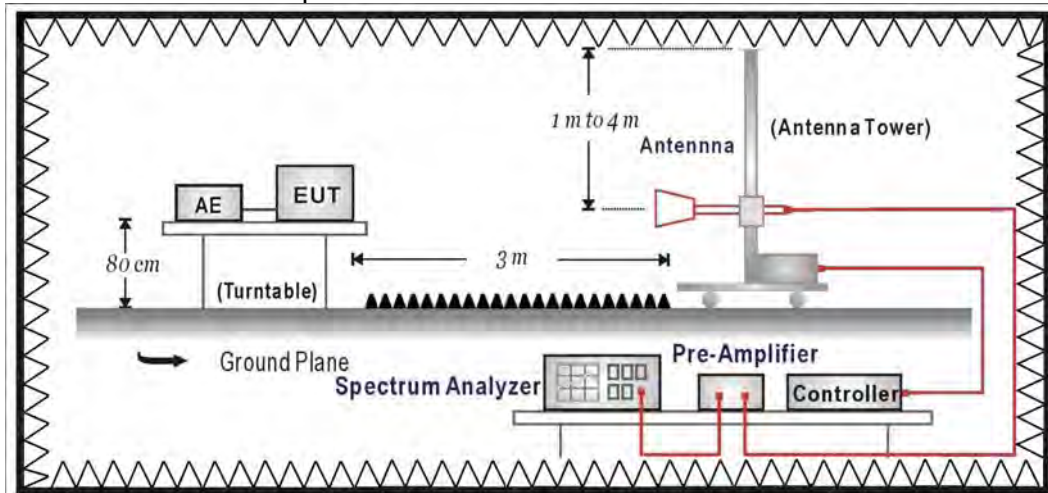 1 m to 4 m
(Antenna Tower)
Antennna
AE
EUT
80 cm
3 m
(Turntable)
Ground Plane
Pre-Amplifier
Spectrum Analyzer
Controller